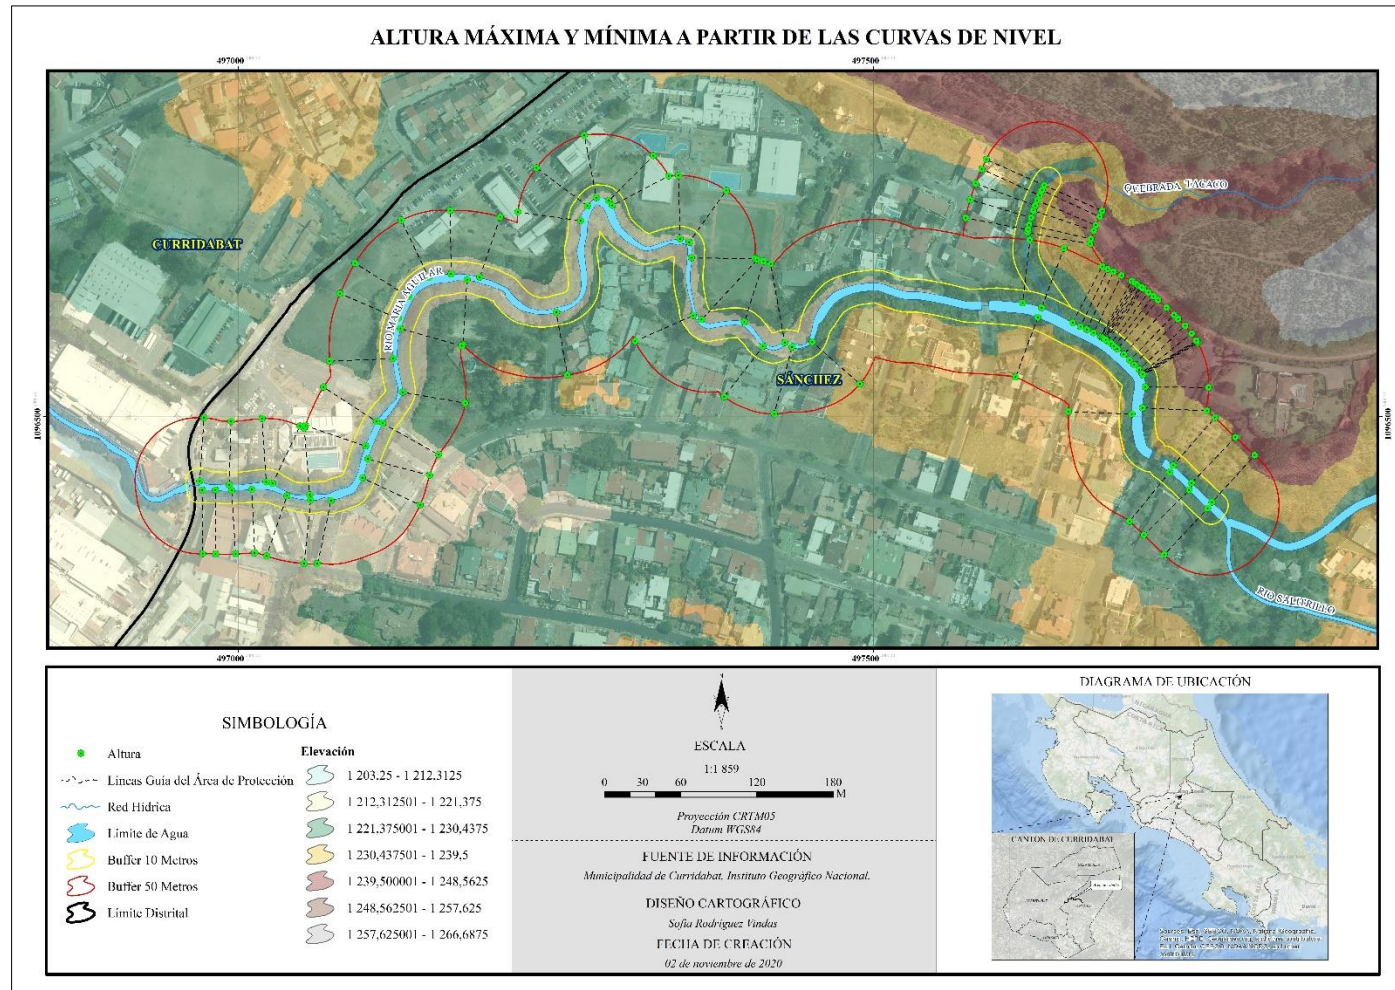 ALTURA MÁXIMA Y MÍNIMA A PARTIR DE LAS CURVAS DE NIVEL
497000
497500
1096500
1096500
CURRIDABAT
RIO MARIA AGUILAR
SÁNCHEZ
QUEBRADA TACACO
RIO SALITRILLO
497000
497500
SIMBOLOGÍA
Altura
Líneas Guía del Área de Protección
Red Hídrica
Límite de Agua
Buffer 10 Metros
Buffer 50 Metros
Límite Distrital
Elevación
1 203.25 - 1 212.3125
1 212,312501 - 1 221,375
1 221,375001 - 1 230,4375
1 230,437501 - 1 239,5
1 239,500001 - 1 248,5625
1 248,562501 - 1 257,625
1 257,625001 - 1 266,6875
ESCALA
1:1 859
0 30 60 120 180
M
Proyección CRTM05
Datum WGS84
FUENTE DE INFORMACIÓN
Municipalidad de Curridabat, Instituto Geográfico Nacional.
DISEÑO CARTOGRÁFICO
Sofía Rodríguez Vindas
FECHA DE CREACIÓN
02 de noviembre de 2020
DIAGRAMA DE UBICACIÓN
CANTON DE CURRIDABAT